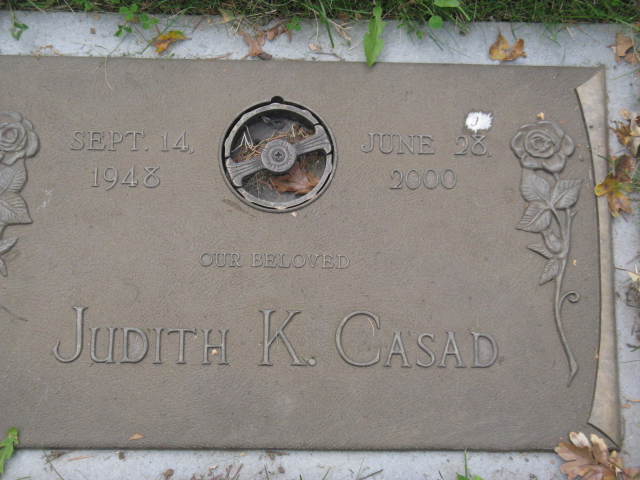 SEPT. 14, JUNE 28,
1948 2000
OUR BELOVED
JUDITH K. CASAD